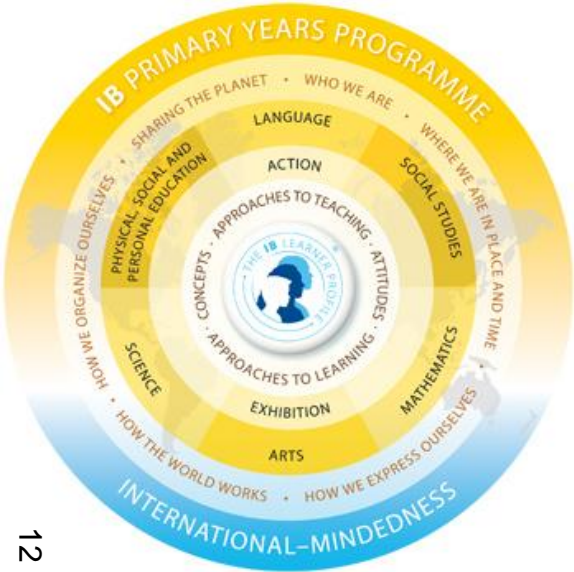 IB PRIMARY YEARS PROGRAMME
SHARING THE PLANET • WHO WE ARE • WHERE WE ARE IN PLACE AND TIME • HOW WE EXPRESS OURSELVES • HOW THE WORLD WORKS • HOW WE ORGANIZE OURSELVES •
LANGUAGE
SOCIAL STUDIES
MATHEMATICS
ARTS
SCIENCE
PHYSICAL, SOCIAL AND
PERSONAL EDUCATION
ACTION
EXHIBITION
APPROACHES TO TEACHING • ATTITUDES • APPROACHES TO LEARNING • CONCEPTS •
THE IB LEARNER PROFILE
®
INTERNATIONAL–MINDEDNESS
12